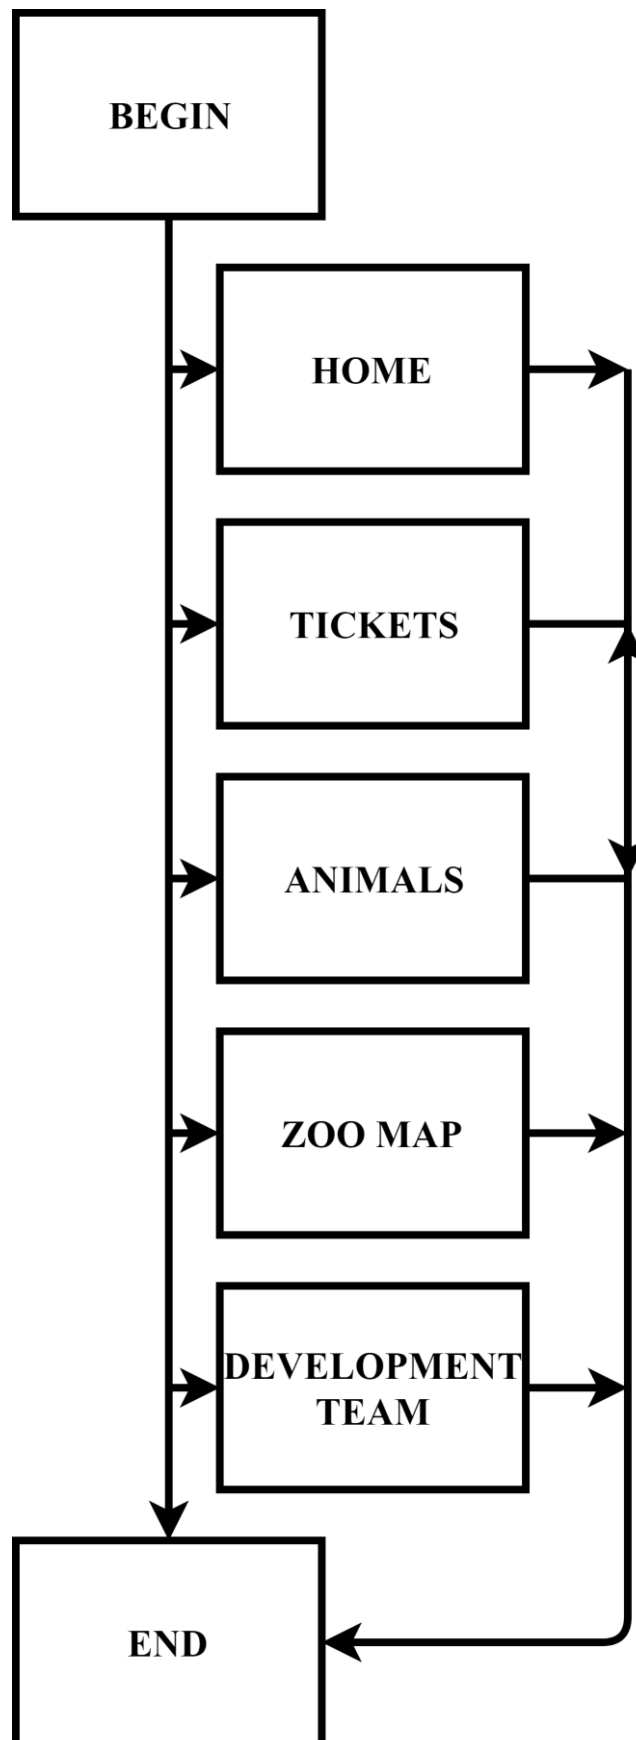 BEGIN
HOME
TICKETS
ANIMALS
ZOO MAP
DEVELOPMENT
TEAM
END